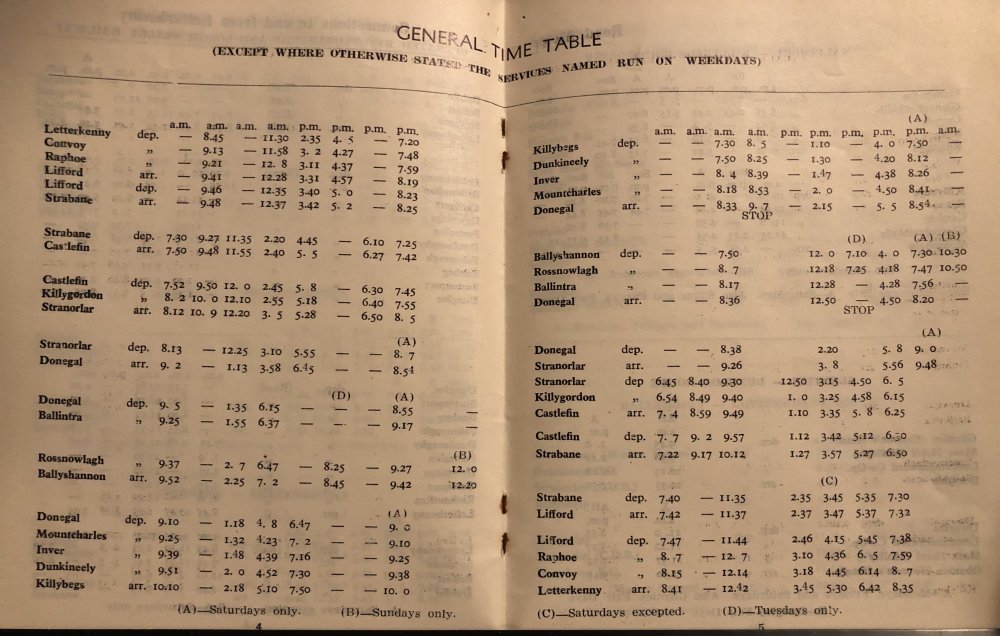 GENERAL TIME TABLE
(EXCEPT WHERE OTHERWISE STATED THE SERVICES NAMED RUN ON WEEKDAYS)
a.m. a.m. a.m. a.m. p.m. p.m. p.m. p.m.
Letterkenny dep. — 8.45 — 11.30 2.35 4. 5 — 7.20
Convoy „ — 9.13 — 11.58 3. 2 4.27 — 7.48
Raphoe „ — 9.21 — 12. 8 3.11 4.37 — 7.59
Lifford arr. — 9.41 — 12.28 3.31 4.57 — 8.19
Lifford dep. — 9.46 — 12.35 3.40 5. 0 — 8.23
Strabane arr. — 9.48 — 12.37 3.42 5. 2 — 8.25
Strabane dep. 7.30 9.27 11.35 2.20 4.45 — 6.10 7.25
Castlefin arr. 7.50 9.48 11.55 2.40 5. 5 — 6.27 7.42
Castlefin dep. 7.52 9.50 12. 0 2.45 5. 8 — 6.30 7.45
Killygordon „ 8. 2 10. 0 12.10 2.55 5.18 — 6.40 7.55
Stranorlar arr. 8.12 10. 9 12.20 3. 5 5.28 — 6.50 8. 5
(A)
Stranorlar dep. 8.13 — 12.25 3.10 5.55 — — 8. 7
Donegal arr. 9. 2 — 1.13 3.58 6.45 — — 8.54
(D) (A)
Donegal dep. 9. 5 — 1.35 6.15 — — 8.55 —
Ballintra „ 9.25 — 1.55 6.37 — — 9.17 —
(B)
Rossnowlagh „ 9.37 — 2. 7 6.47 — 8.25 — 9.27 12. 0
Ballyshannon arr. 9.52 — 2.25 7. 2 — 8.45 — 9.42 12.20
(A)
Donegal dep. 9.10 — 1.18 4. 8 6.47 — — 9. 0
Mountcharles „ 9.25 — 1.32 4.23 7. 2 — — 9.10
Inver „ 9.39 — 1.48 4.39 7.16 — — 9.25
Dunkineely „ 9.51 — 2. 0 4.52 7.30 — — 9.38
Killybegs arr. 10.10 — 2.18 5.10 7.50 — — 10. 0
(A)—Saturdays only. (B)—Sundays only.
4
(A)
a.m. a.m. a.m. a.m. p.m. p.m. p.m. p.m. p.m. a.m.
Killybegs dep. — — 7.30 8. 5 — 1.10 — 4. 0 7.50 —
Dunkineely „ — — 7.50 8.25 — 1.30 — 4.20 8.12 —
Inver „ — — 8. 4 8.39 — 1.47 — 4.38 8.26 —
Mountcharles „ — — 8.18 8.53 — 2. 0 — 4.50 8.41 —
Donegal arr. — — 8.33 9. 7 — 2.15 — 5. 5 8.54 —
STOP
(D) (A) (B)
Ballyshannon dep. — — 7.50 12. 0 7.10 4. 0 7.30 10.30
Rossnowlagh „ — — 8. 7 12.18 7.25 4.18 7.47 10.50
Ballintra „ — — 8.17 12.28 — 4.28 7.56 —
Donegal arr. — — 8.36 12.50 — 4.50 8.20 —
STOP
(A)
Donegal dep. — — 8.38 2.20 5. 8 9. 0
Stranorlar arr. — — 9.26 3. 8 5.56 9.48
Stranorlar dep 6.45 8.40 9.30 12.50 3.15 4.50 6. 5
Killygordon „ 6.54 8.49 9.40 1. 0 3.25 4.58 6.15
Castlefin arr. 7. 4 8.59 9.49 1.10 3.35 5. 8 6.25
Castlefin dep. 7. 7 9. 2 9.57 1.12 3.42 5.12 6.30
Strabane arr. 7.22 9.17 10.12 1.27 3.57 5.27 6.50
(C)
Strabane dep. 7.40 — 11.35 2.35 3.45 5.35 7.30
Lifford arr. 7.42 — 11.37 2.37 3.47 5.37 7.32
Lifford dep. 7.47 — 11.44 2.46 4.15 5.45 7.38
Raphoe „ 8. 7 — 12. 7 3.10 4.36 6. 5 7.59
Convoy „ 8.15 — 12.14 3.18 4.45 6.14 8. 7
Letterkenny arr. 8.41 — 12.42 3.45 5.30 6.42 8.35
(C)—Saturdays excepted. (D)—Tuesdays only.
5